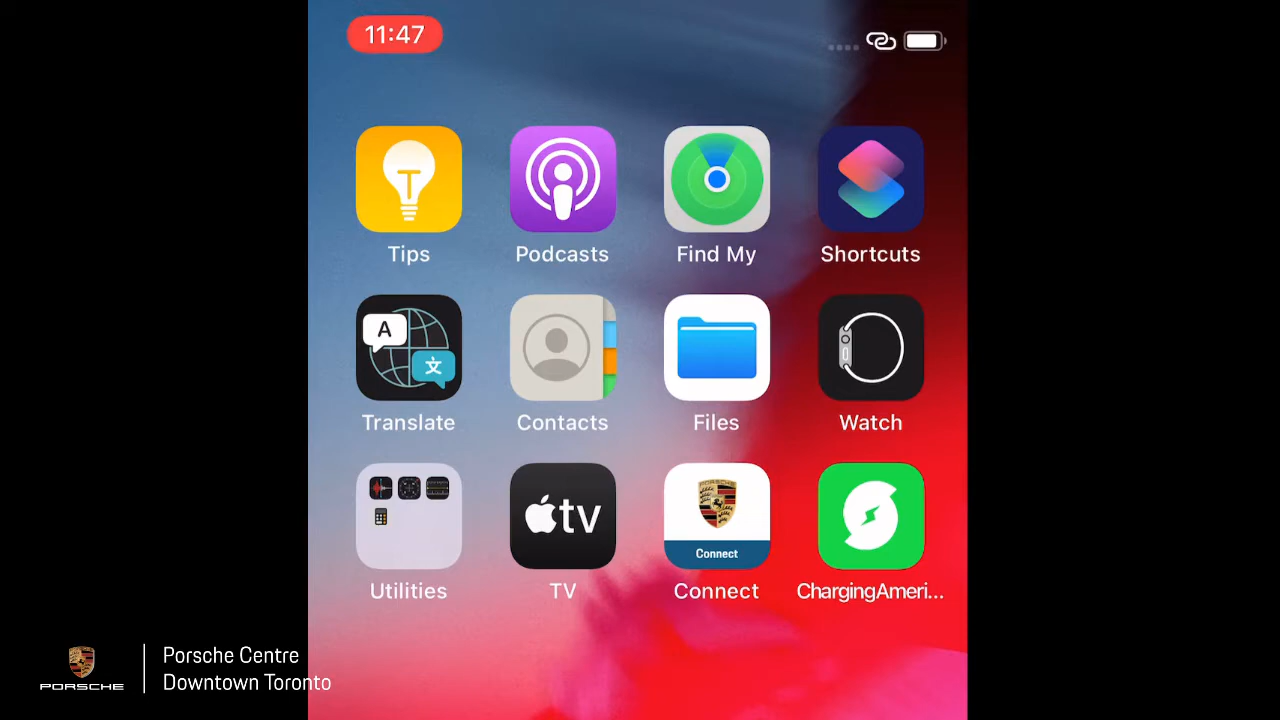 11:47
Tips
Podcasts
Find My
Shortcuts
A
文
Translate
Contacts
Files
Watch
tv
PORSCHE
Connect
Utilities
TV
Connect
ChargingAmeri...
PORSCHE
Porsche Centre
Downtown Toronto